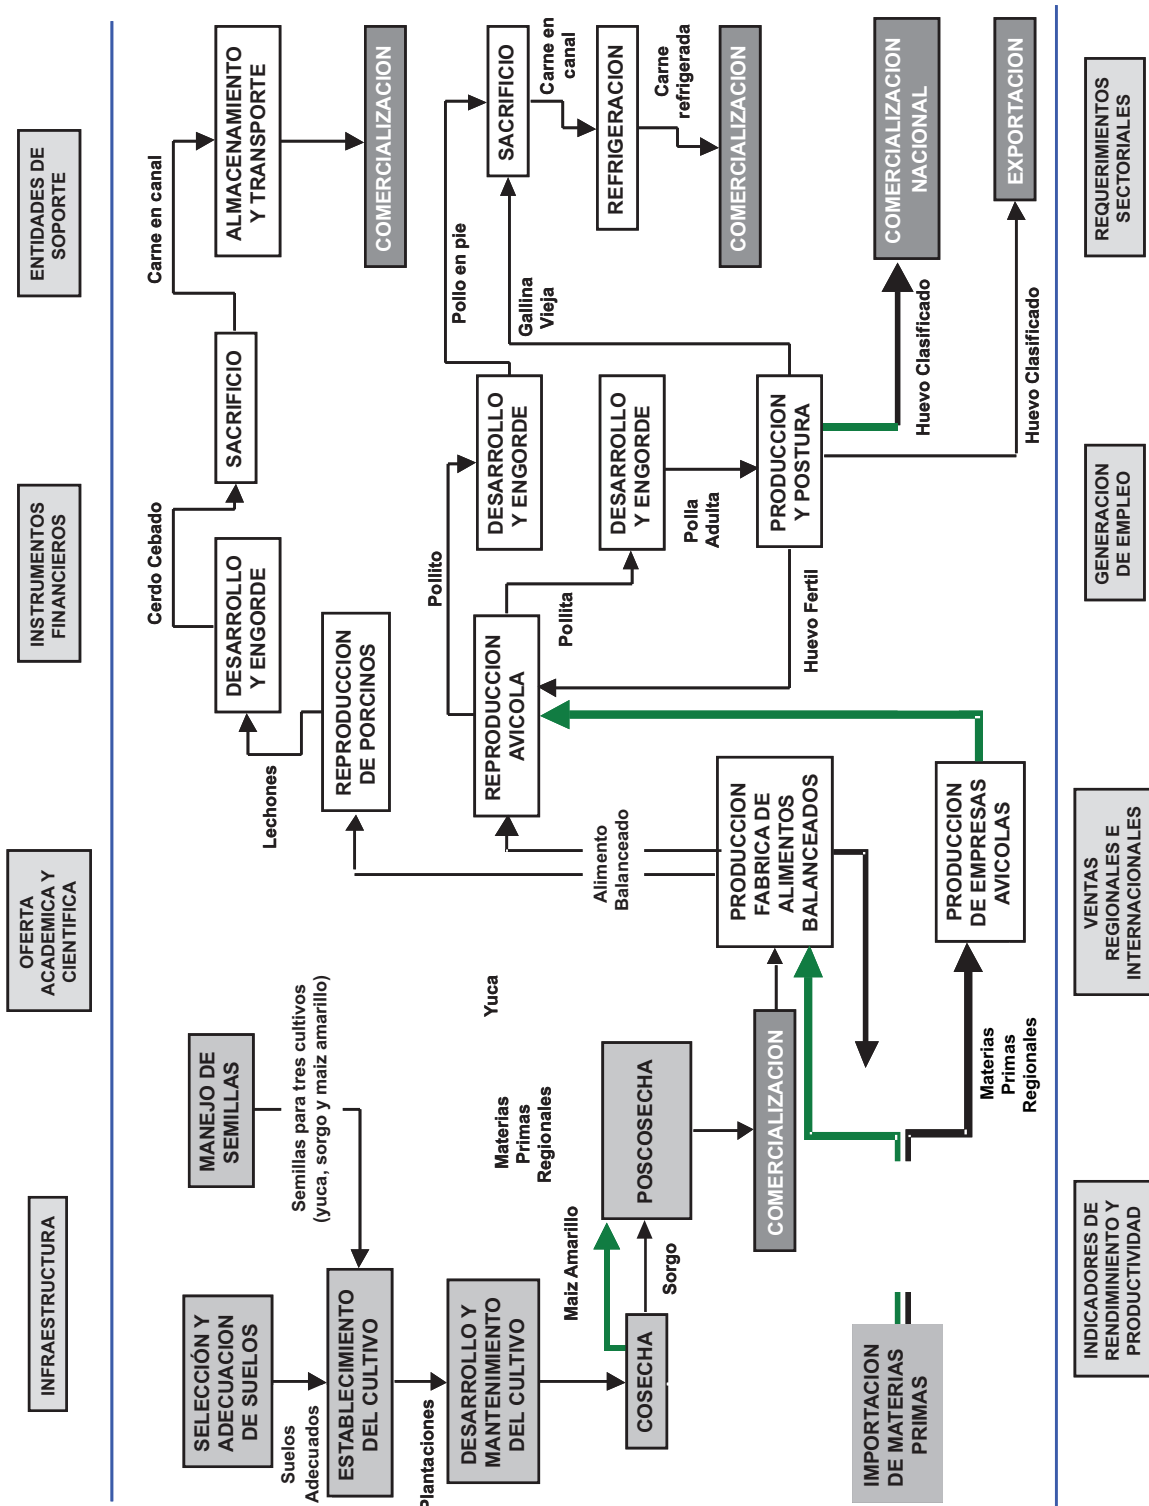 INFRAESTRUCTURA
OFERTA
ACADEMICA Y
CIENTIFICA
INSTRUMENTOS
FINANCIEROS
ENTIDADES DE
SOPORTE
SELECCIÓN Y
ADECUACION
DE SUELOS
Suelos
Adecuados
MANEJO DE
SEMILLAS
Semillas para tres cultivos
(yuca, sorgo y maiz amarillo)
ESTABLECIMIENTO
DEL CULTIVO
Plantaciones
DESARROLLO Y
MANTENIMIENTO
DEL CULTIVO
COSECHA
Maiz Amarillo
Sorgo
Yuca
Materias
Primas
Regionales
POSCOSECHA
COMERCIALIZACION
IMPORTACION
DE MATERIAS
PRIMAS
Lechones
REPRODUCCION
DE PORCINOS
DESARROLLO
Y ENGORDE
Cerdo Cebado
SACRIFICIO
Carne en canal
ALMACENAMIENTO
Y TRANSPORTE
COMERCIALIZACION
Alimento
Balanceado
PRODUCCION
FABRICA DE
ALIMENTOS
BALANCEADOS
REPRODUCCION
AVICOLA
Pollito
Pollita
DESARROLLO
Y ENGORDE
Pollo en pie
DESARROLLO
Y ENGORDE
Polla
Adulta
PRODUCCION
Y POSTURA
Huevo Fertil
Gallina
Vieja
SACRIFICIO
Carne en
canal
REFRIGERACION
Carne
refrigerada
COMERCIALIZACION
Huevo Clasificado
COMERCIALIZACION
NACIONAL
Huevo Clasificado
EXPORTACION
PRODUCCION
DE EMPRESAS
AVICOLAS
Materias
Primas
Regionales
INDICADORES DE
RENDIMINIENTO Y
PRODUCTIVIDAD
VENTAS
REGIONALES E
INTERNACIONALES
GENERACION
DE EMPLEO
REQUERIMIENTOS
SECTORIALES